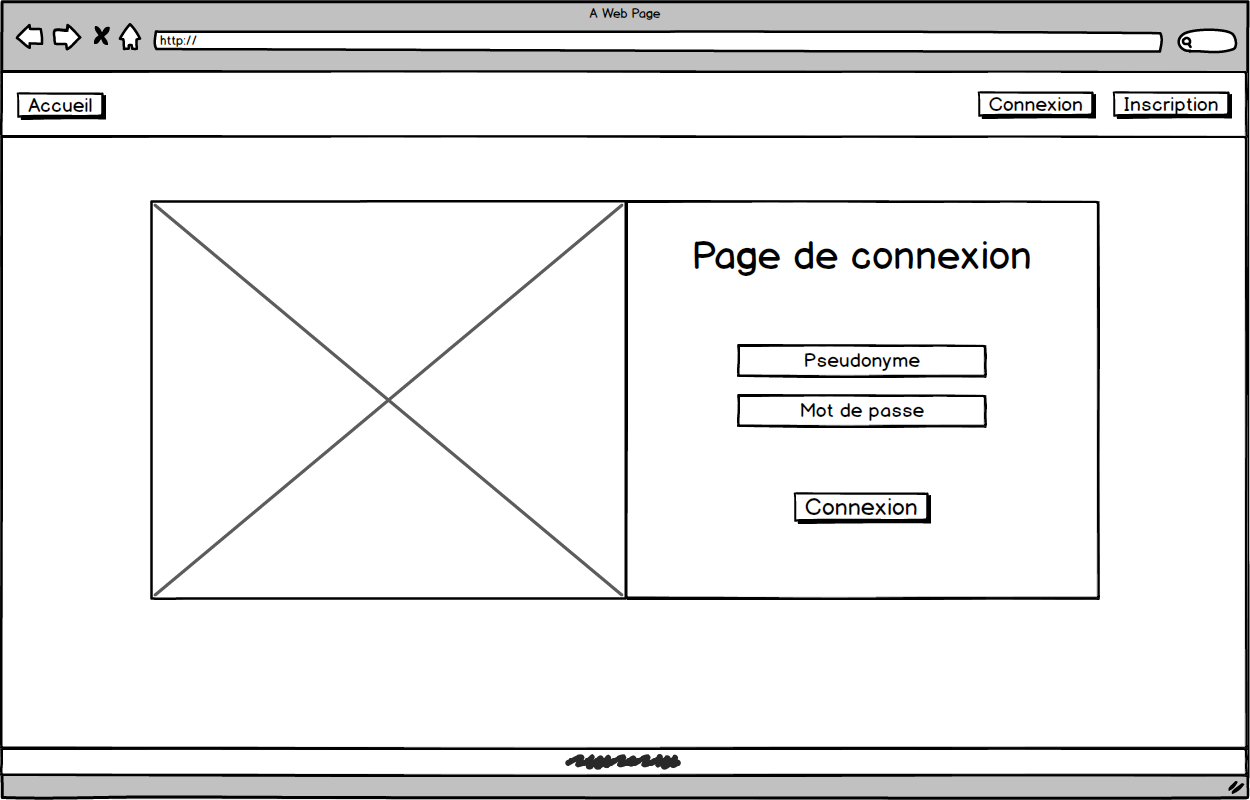 A Web Page
http://
Accueil
Connexion
Inscription
Page de connexion
Pseudonyme
Mot de passe
Connexion